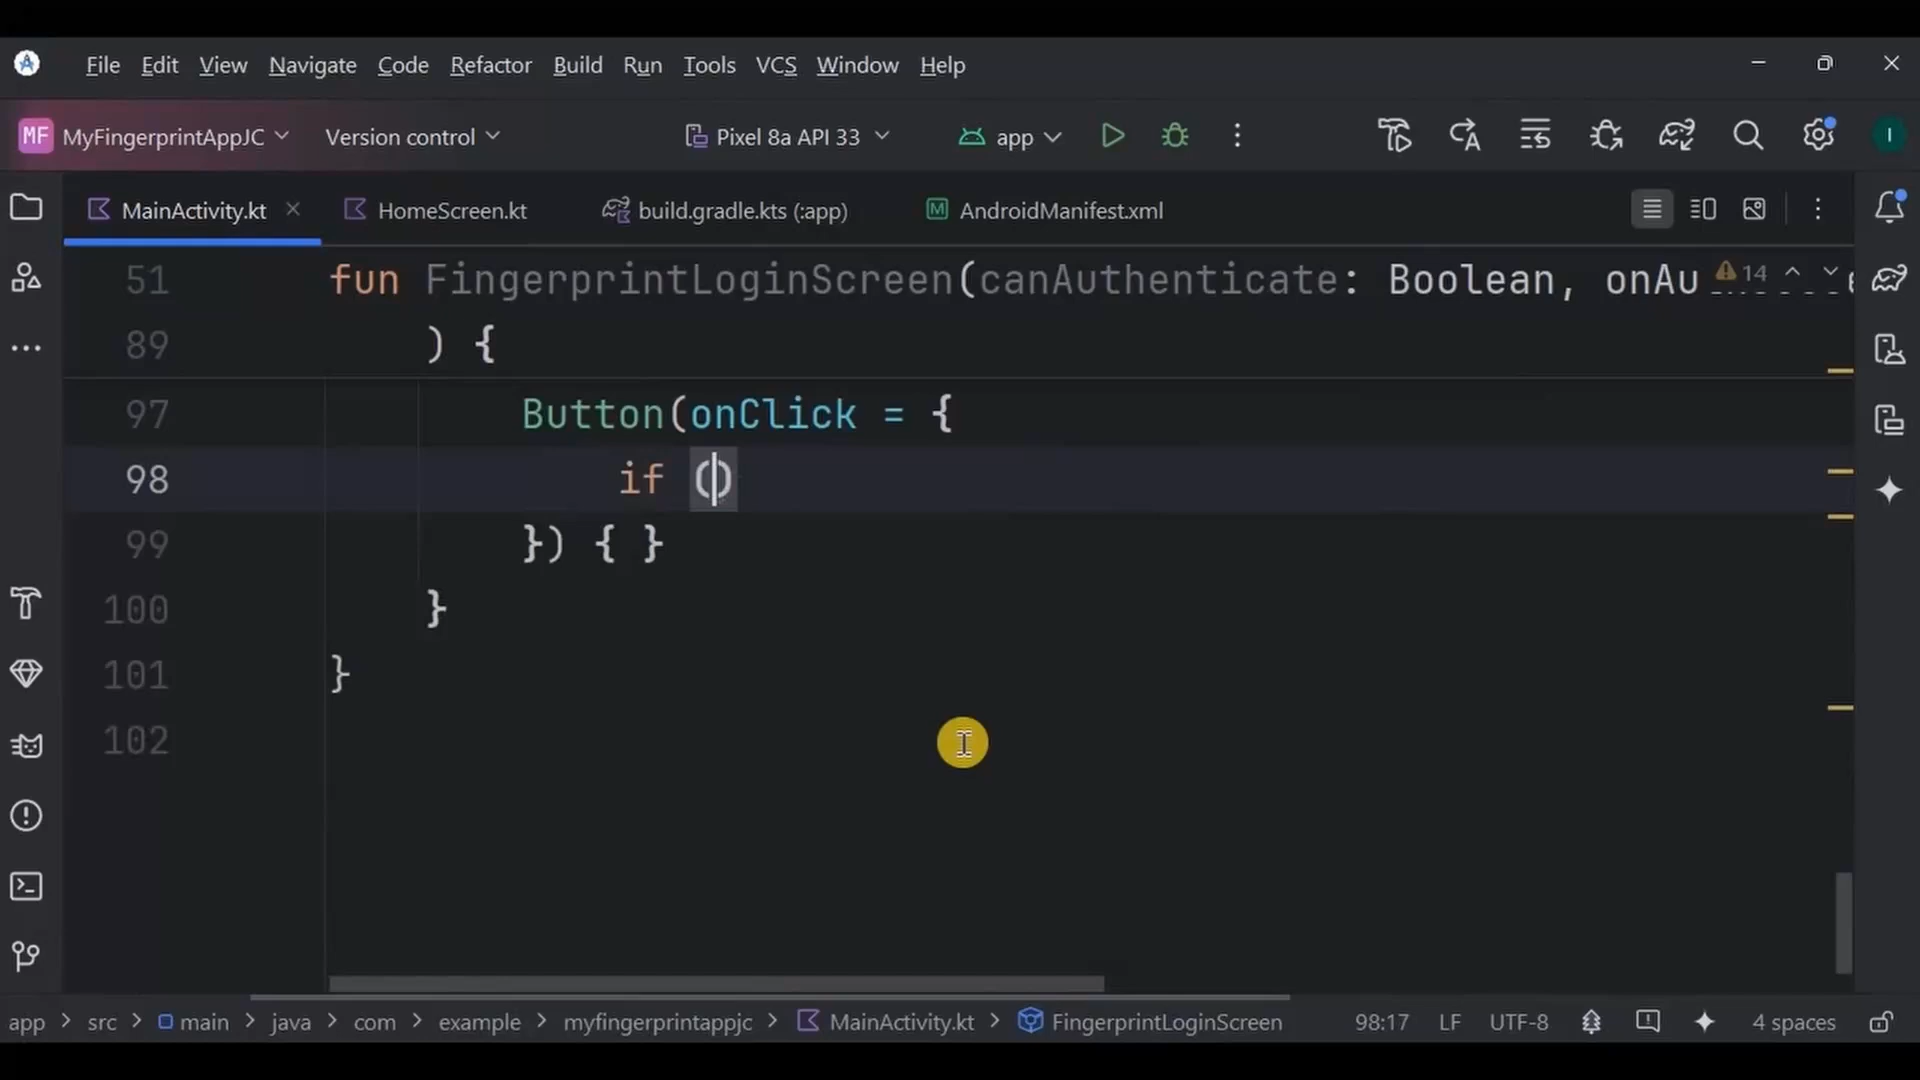 File Edit View Navigate Code Refactor Build Run Tools VCS Window Help
MF MyFingerprintAppJC Version control Pixel 8a API 33 app I
MainActivity.kt HomeScreen.kt build.gradle.kts (:app) AndroidManifest.xml
51 fun FingerprintLoginScreen(canAuthenticate: Boolean, onAu 14
89 ) {
97 Button(onClick = {
98 if ()
99 }) { }
100 }
101 }
102
app > src > main > java > com > example > myfingerprintappjc > MainActivity.kt > FingerprintLoginScreen 98:17 LF UTF-8 4 spaces